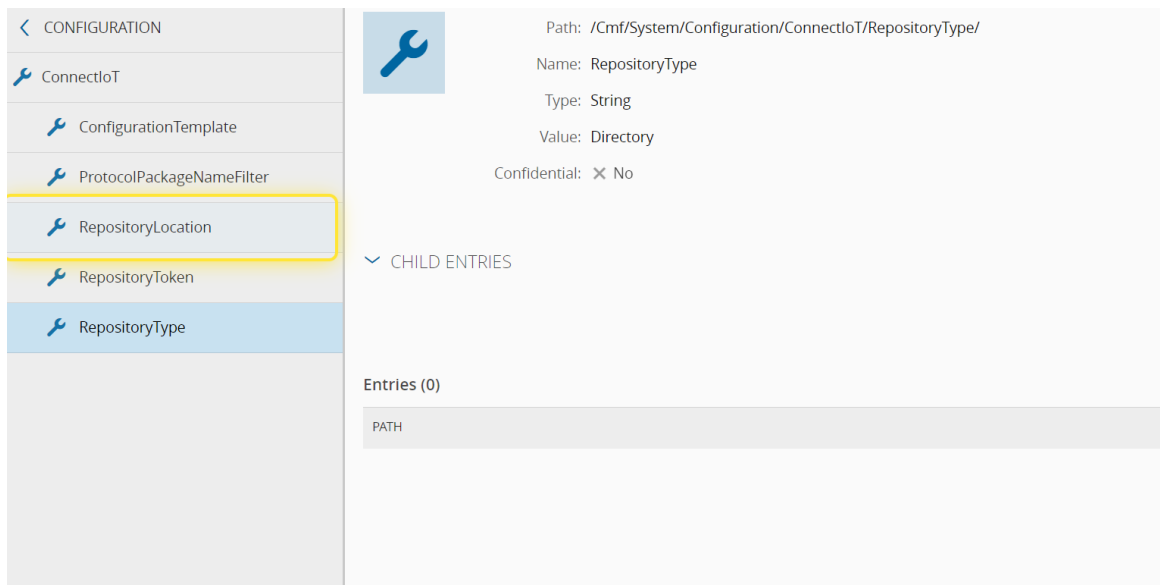 CONFIGURATION
ConnectIoT
ConfigurationTemplate
ProtocolPackageNameFilter
RepositoryLocation
RepositoryToken
RepositoryType
Path: /Cmf/System/Configuration/ConnectIoT/RepositoryType/
Name: RepositoryType
Type: String
Value: Directory
Confidential: No
CHILD ENTRIES
Entries (0)
PATH